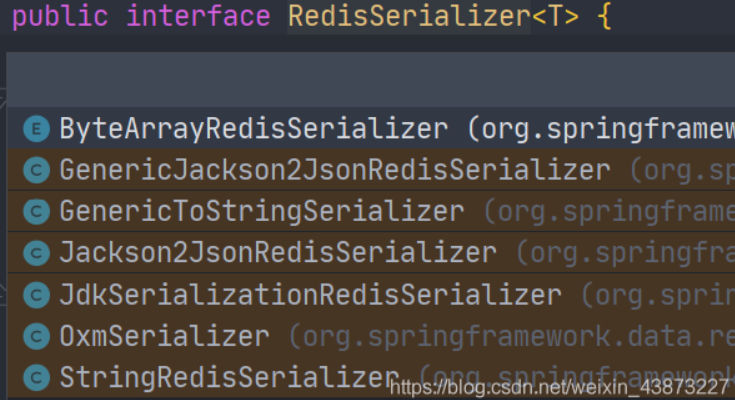 public interface RedisSerializer<T> {
E ByteArrayRedisSerializer (org.springframew
C GenericJackson2JsonRedisSerializer (org.sp
C GenericToStringSerializer (org.springframe
C Jackson2JsonRedisSerializer (org.springfra
C JdkSerializationRedisSerializer (org.sprin
C OxmSerializer (org.springframework.data.re
C StringRedisSerializer (org.springframework
https://blog.csdn.net/weixin_43873227